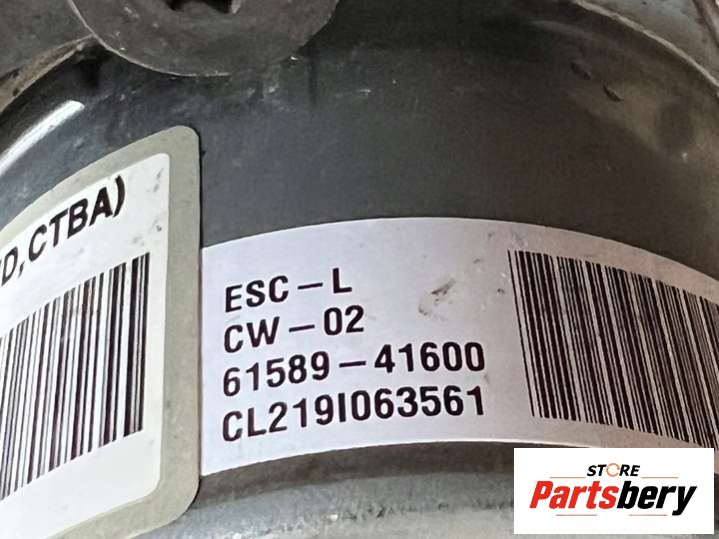 D,CTBA)
ESC-L
CW-02
61589-41600
CL219I063561
STORE
Partsbery